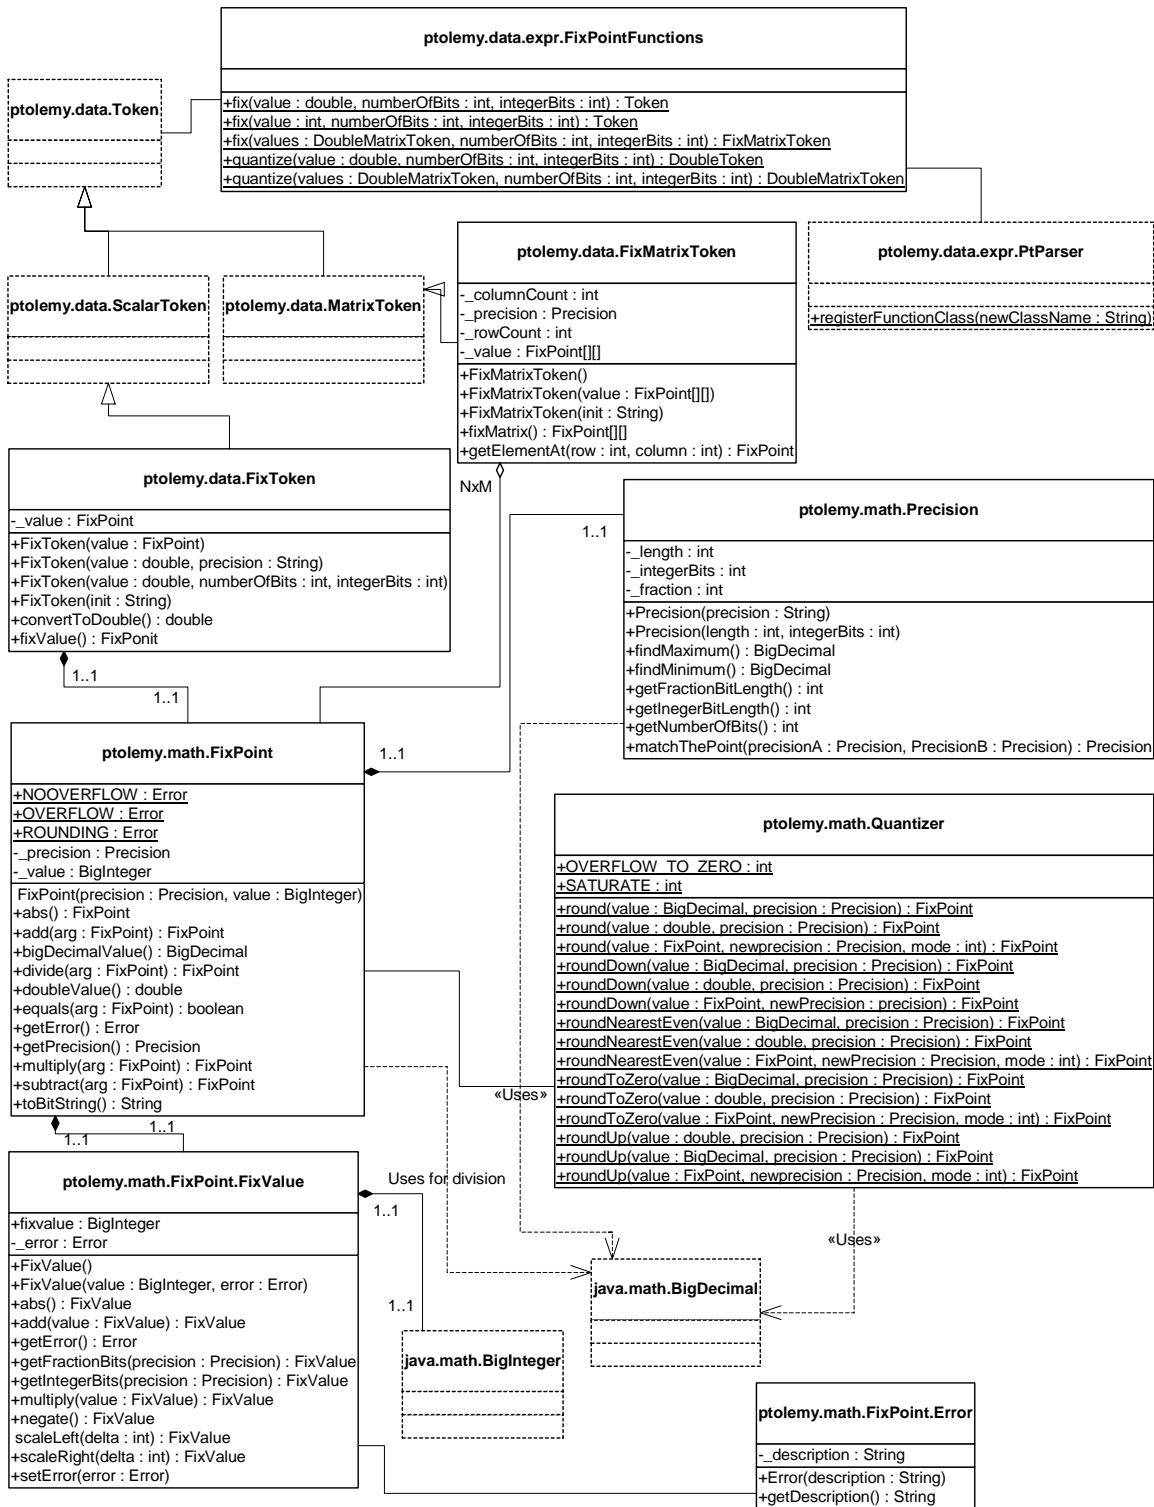 ptolemy.data.expr.FixPointFunctions
+fix(value : double, numberOfBits : int, integerBits : int) : Token
+fix(value : int, numberOfBits : int, integerBits : int) : Token
+fix(values : DoubleMatrixToken, numberOfBits : int, integerBits : int) : FixMatrixToken
+quantize(value : double, numberOfBits : int, integerBits : int) : DoubleToken
+quantize(values : DoubleMatrixToken, numberOfBits : int, integerBits : int) : DoubleMatrixToken
ptolemy.data.Token
ptolemy.data.ScalarToken
ptolemy.data.MatrixToken
ptolemy.data.FixMatrixToken
-_columnCount : int
-_precision : Precision
-_rowCount : int
-_value : FixPoint[][]
+FixMatrixToken()
+FixMatrixToken(value : FixPoint[][])
+FixMatrixToken(init : String)
+fixMatrix() : FixPoint[][]
+getElementAt(row : int, column : int) : FixPoint
ptolemy.data.expr.PtParser
+registerFunctionClass(newClassName : String)
ptolemy.data.FixToken
-_value : FixPoint
+FixToken(value : FixPoint)
+FixToken(value : double, precision : String)
+FixToken(value : double, numberOfBits : int, integerBits : int)
+FixToken(init : String)
+convertToDouble() : double
+fixValue() : FixPonit
NxM
1..1
ptolemy.math.Precision
-_length : int
-_integerBits : int
-_fraction : int
+Precision(precision : String)
+Precision(length : int, integerBits : int)
+findMaximum() : BigDecimal
+findMinimum() : BigDecimal
+getFractionBitLength() : int
+getInegerBitLength() : int
+getNumberOfBits() : int
+matchThePoint(precisionA : Precision, PrecisionB : Precision) : Precision
1..1
1..1
ptolemy.math.FixPoint
+NOOVERFLOW : Error
+OVERFLOW : Error
+ROUNDING : Error
-_precision : Precision
-_value : BigInteger
FixPoint(precision : Precision, value : BigInteger)
+abs() : FixPoint
+add(arg : FixPoint) : FixPoint
+bigDecimalValue() : BigDecimal
+divide(arg : FixPoint) : FixPoint
+doubleValue() : double
+equals(arg : FixPoint) : boolean
+getError() : Error
+getPrecision() : Precision
+multiply(arg : FixPoint) : FixPoint
+subtract(arg : FixPoint) : FixPoint
+toBitString() : String
1..1
ptolemy.math.Quantizer
+OVERFLOW_TO_ZERO : int
+SATURATE : int
+round(value : BigDecimal, precision : Precision) : FixPoint
+round(value : double, precision : Precision) : FixPoint
+round(value : FixPoint, newprecision : Precision, mode : int) : FixPoint
+roundDown(value : BigDecimal, precision : Precision) : FixPoint
+roundDown(value : double, precision : Precision) : FixPoint
+roundDown(value : FixPoint, newPrecision : precision) : FixPoint
+roundNearestEven(value : BigDecimal, precision : Precision) : FixPoint
+roundNearestEven(value : double, precision : Precision) : FixPoint
+roundNearestEven(value : FixPoint, newPrecision : Precision, mode : int) : FixPoint
+roundToZero(value : BigDecimal, precision : Precision) : FixPoint
+roundToZero(value : double, precision : Precision) : FixPoint
+roundToZero(value : FixPoint, newPrecision : Precision, mode : int) : FixPoint
+roundUp(value : double, precision : Precision) : FixPoint
+roundUp(value : BigDecimal, precision : Precision) : FixPoint
+roundUp(value : FixPoint, newprecision : Precision, mode : int) : FixPoint
«Uses»
1..1
1..1
ptolemy.math.FixPoint.FixValue
+fixvalue : BigInteger
-_error : Error
+FixValue()
+FixValue(value : BigInteger, error : Error)
+abs() : FixValue
+add(value : FixValue) : FixValue
+getError() : Error
+getFractionBits(precision : Precision) : FixValue
+getIntegerBits(precision : Precision) : FixValue
+multiply(value : FixValue) : FixValue
+negate() : FixValue
scaleLeft(delta : int) : FixValue
+scaleRight(delta : int) : FixValue
+setError(error : Error)
Uses for division
1..1
«Uses»
java.math.BigDecimal
1..1
java.math.BigInteger
ptolemy.math.FixPoint.Error
-_description : String
+Error(description : String)
+getDescription() : String